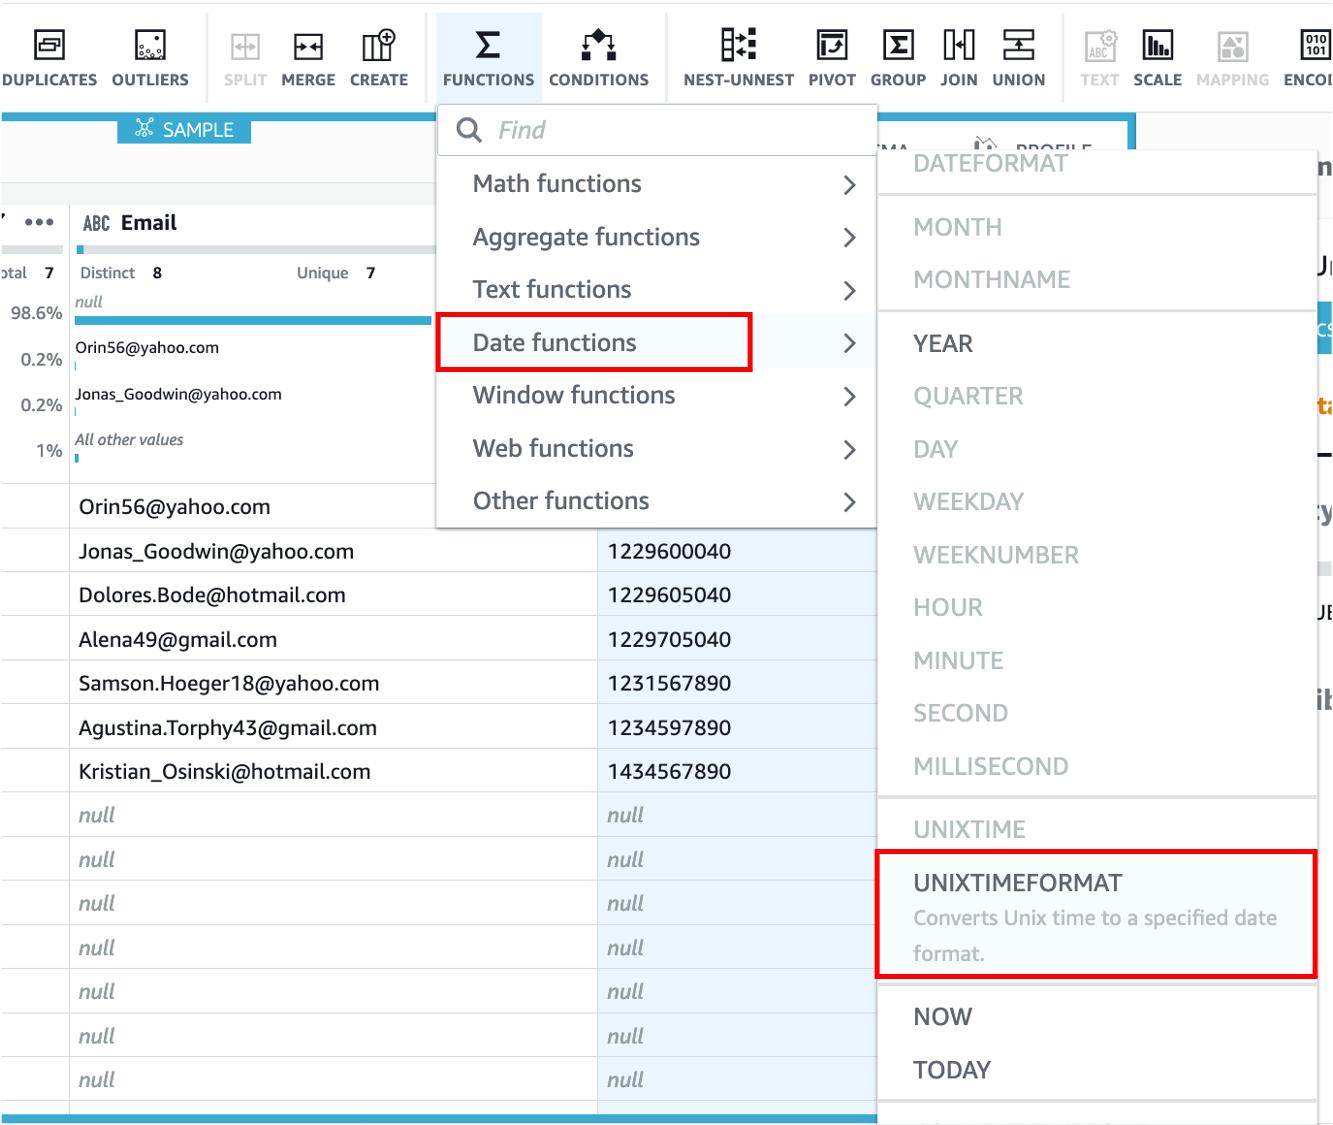 DUPLICATES OUTLIERS SPLIT MERGE CREATE FUNCTIONS CONDITIONS NEST-UNNEST PIVOT GROUP JOIN UNION TEXT SCALE MAPPING
SAMPLE
Find
PROFILE
DATEFORMAT
Math functions
Aggregate functions
Text functions
Date functions
Window functions
Web functions
Other functions
MONTH
MONTHNAME
YEAR
QUARTER
DAY
WEEKDAY
WEEKNUMBER
HOUR
MINUTE
SECOND
MILLISECOND
UNIXTIME
UNIXTIMEFORMAT
Converts Unix time to a specified date
format.
NOW
TODAY
ABC Email
7 Distinct 8 Unique 7
null
98.6%
Orin56@yahoo.com
0.2%
Jonas_Goodwin@yahoo.com
0.2%
All other values
1%
Orin56@yahoo.com
Jonas_Goodwin@yahoo.com 1229600040
Dolores.Bode@hotmail.com 1229605040
Alena49@gmail.com 1229705040
Samson.Hoeger18@yahoo.com 1231567890
Agustina.Torphy43@gmail.com 1234597890
Kristian_Osinski@hotmail.com 1434567890
null null
null null
null null
null null
null null
null null
null null